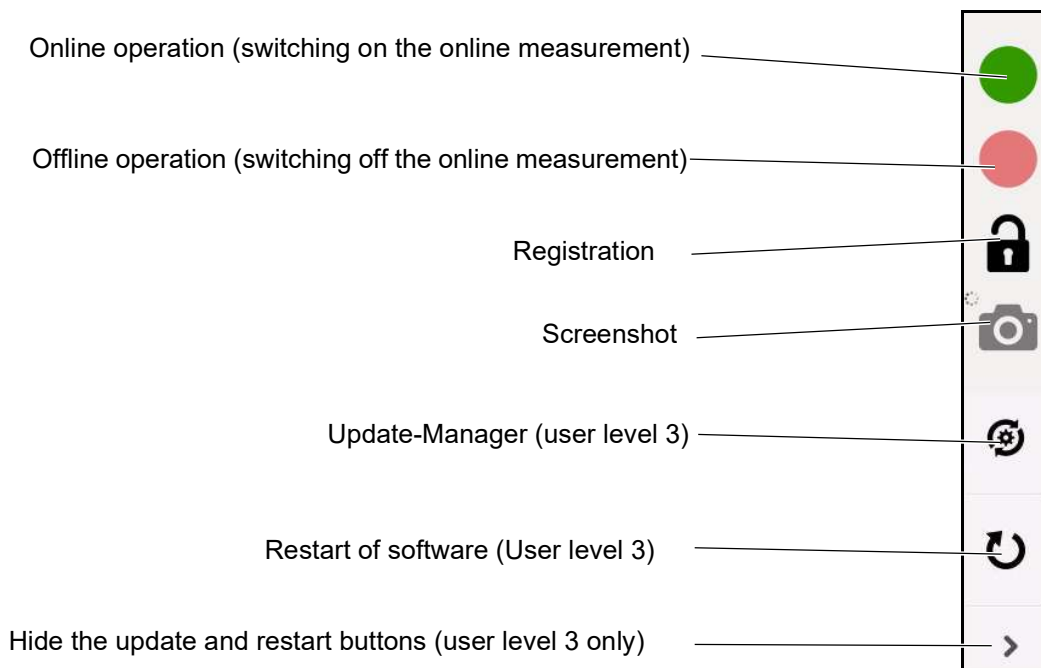 Online operation (switching on the online measurement)
Offline operation (switching off the online measurement)
Registration
Screenshot
Update-Manager (user level 3)
Restart of software (User level 3)
Hide the update and restart buttons (user level 3 only)